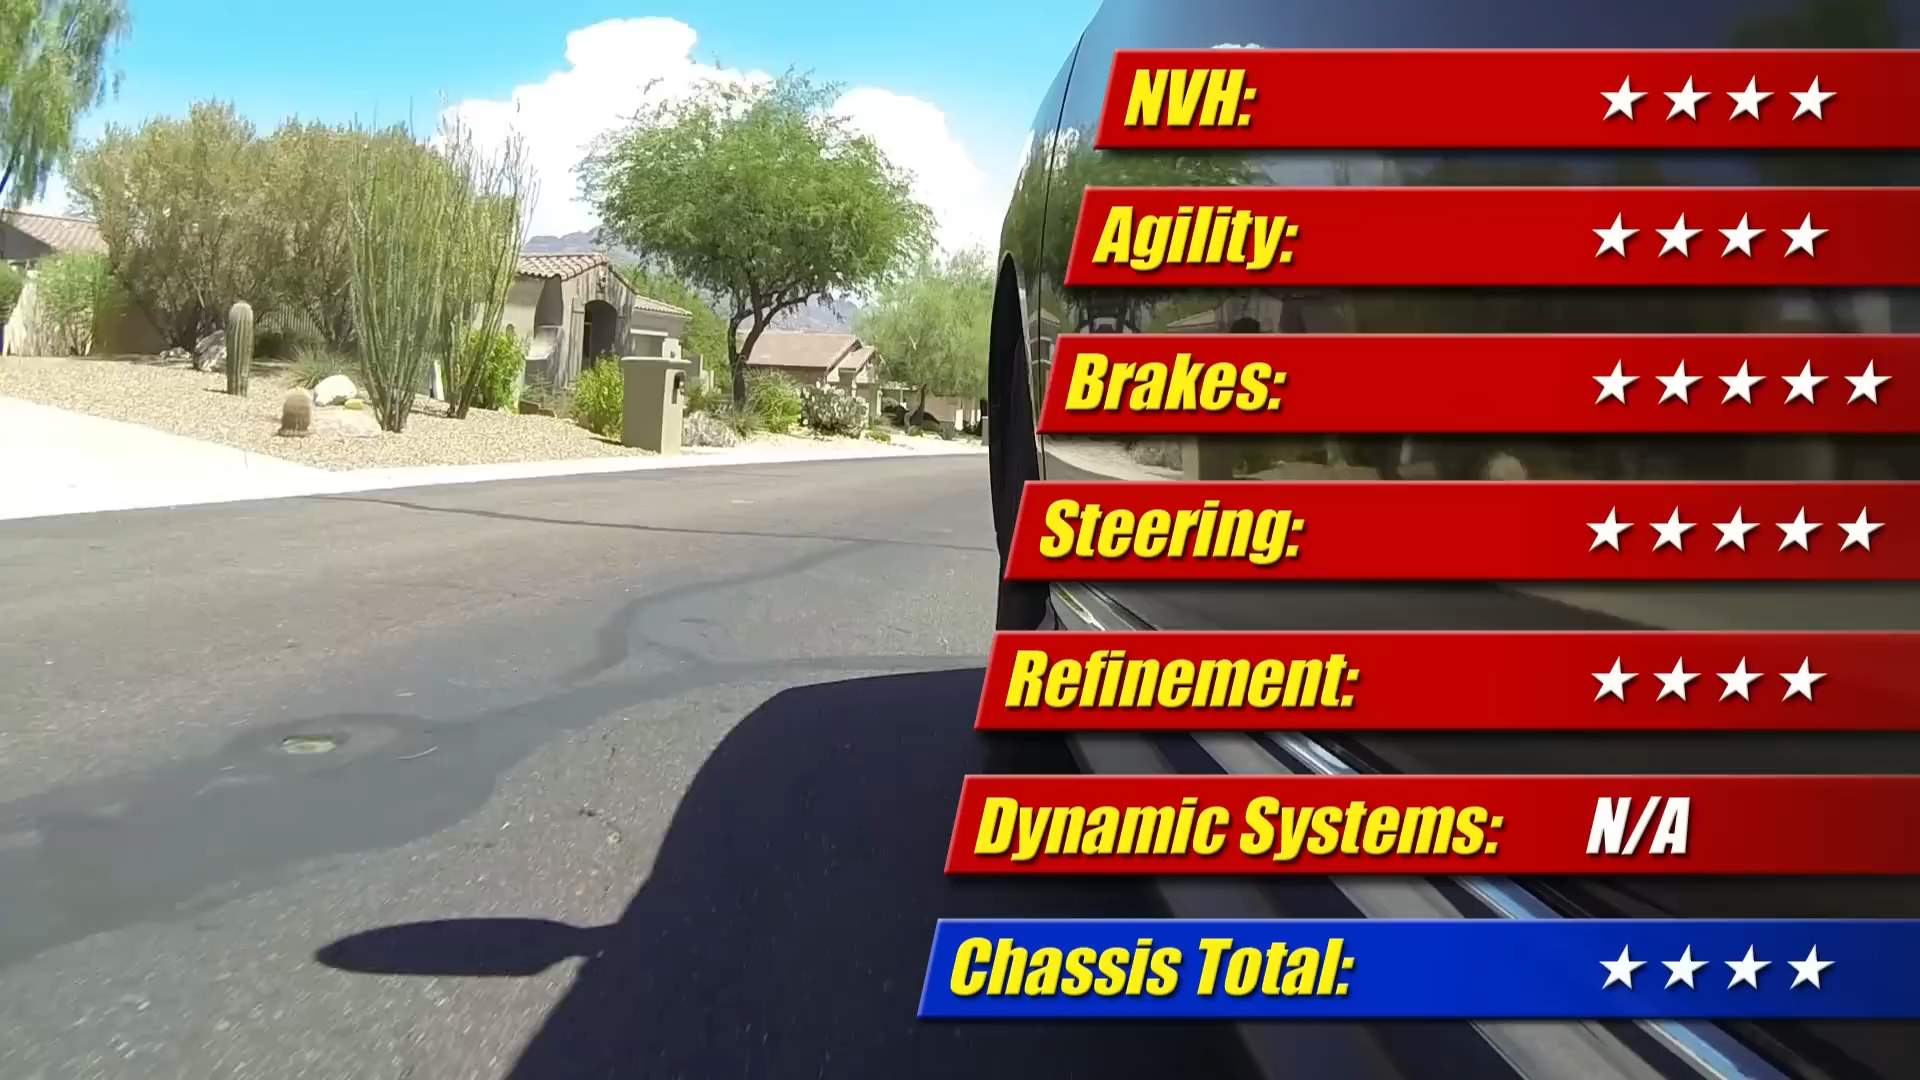 NVH: ★★★★
Agility: ★★★★
Brakes: ★★★★★
Steering: ★★★★★
Refinement: ★★★★
Dynamic Systems: N/A
Chassis Total: ★★★★